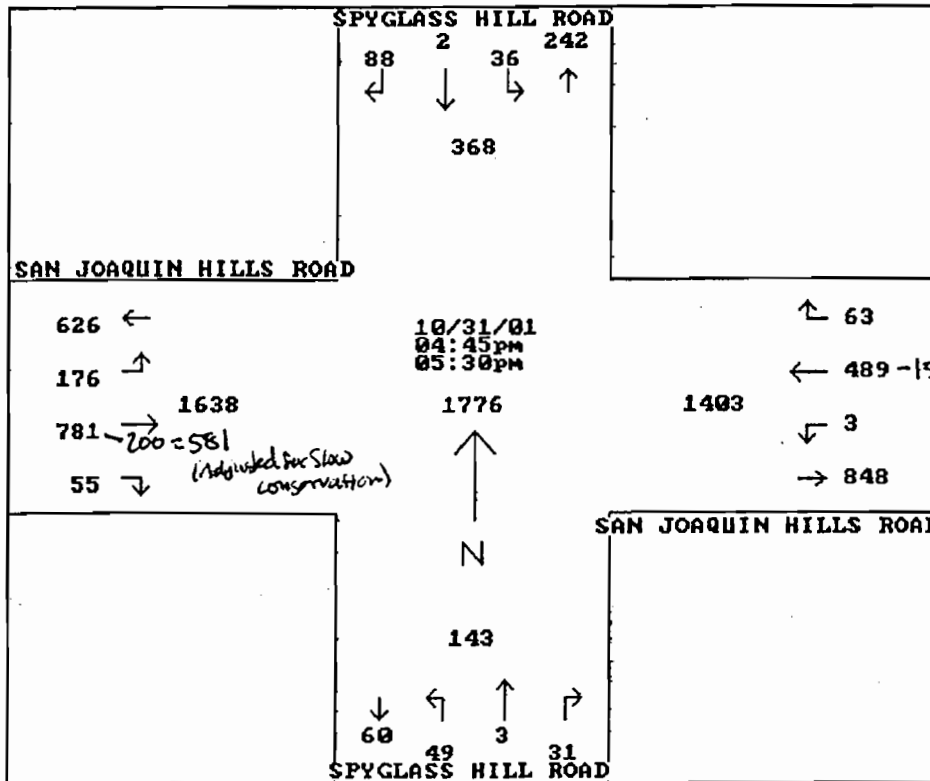 SPYGLASS HILL ROAD
88 2 36 242
368
SAN JOAQUIN HILLS ROAD
626
176
1638
781 - 200 = 581
(Adjusted for Slow
conservation)
55
10/31/01
04:45pm
05:30pm
1776
N
1403
63
489
3
848
SAN JOAQUIN HILLS ROAD
143
60 49 3 31
SPYGLASS HILL ROAD